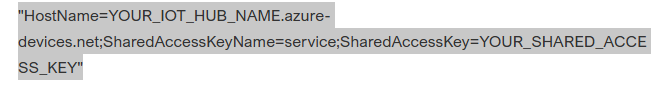 "HostName=YOUR_IOT_HUB_NAME.azure-
devices.net;SharedAccessKeyName=service;SharedAccessKey=YOUR_SHARED_ACCE
SS_KEY"